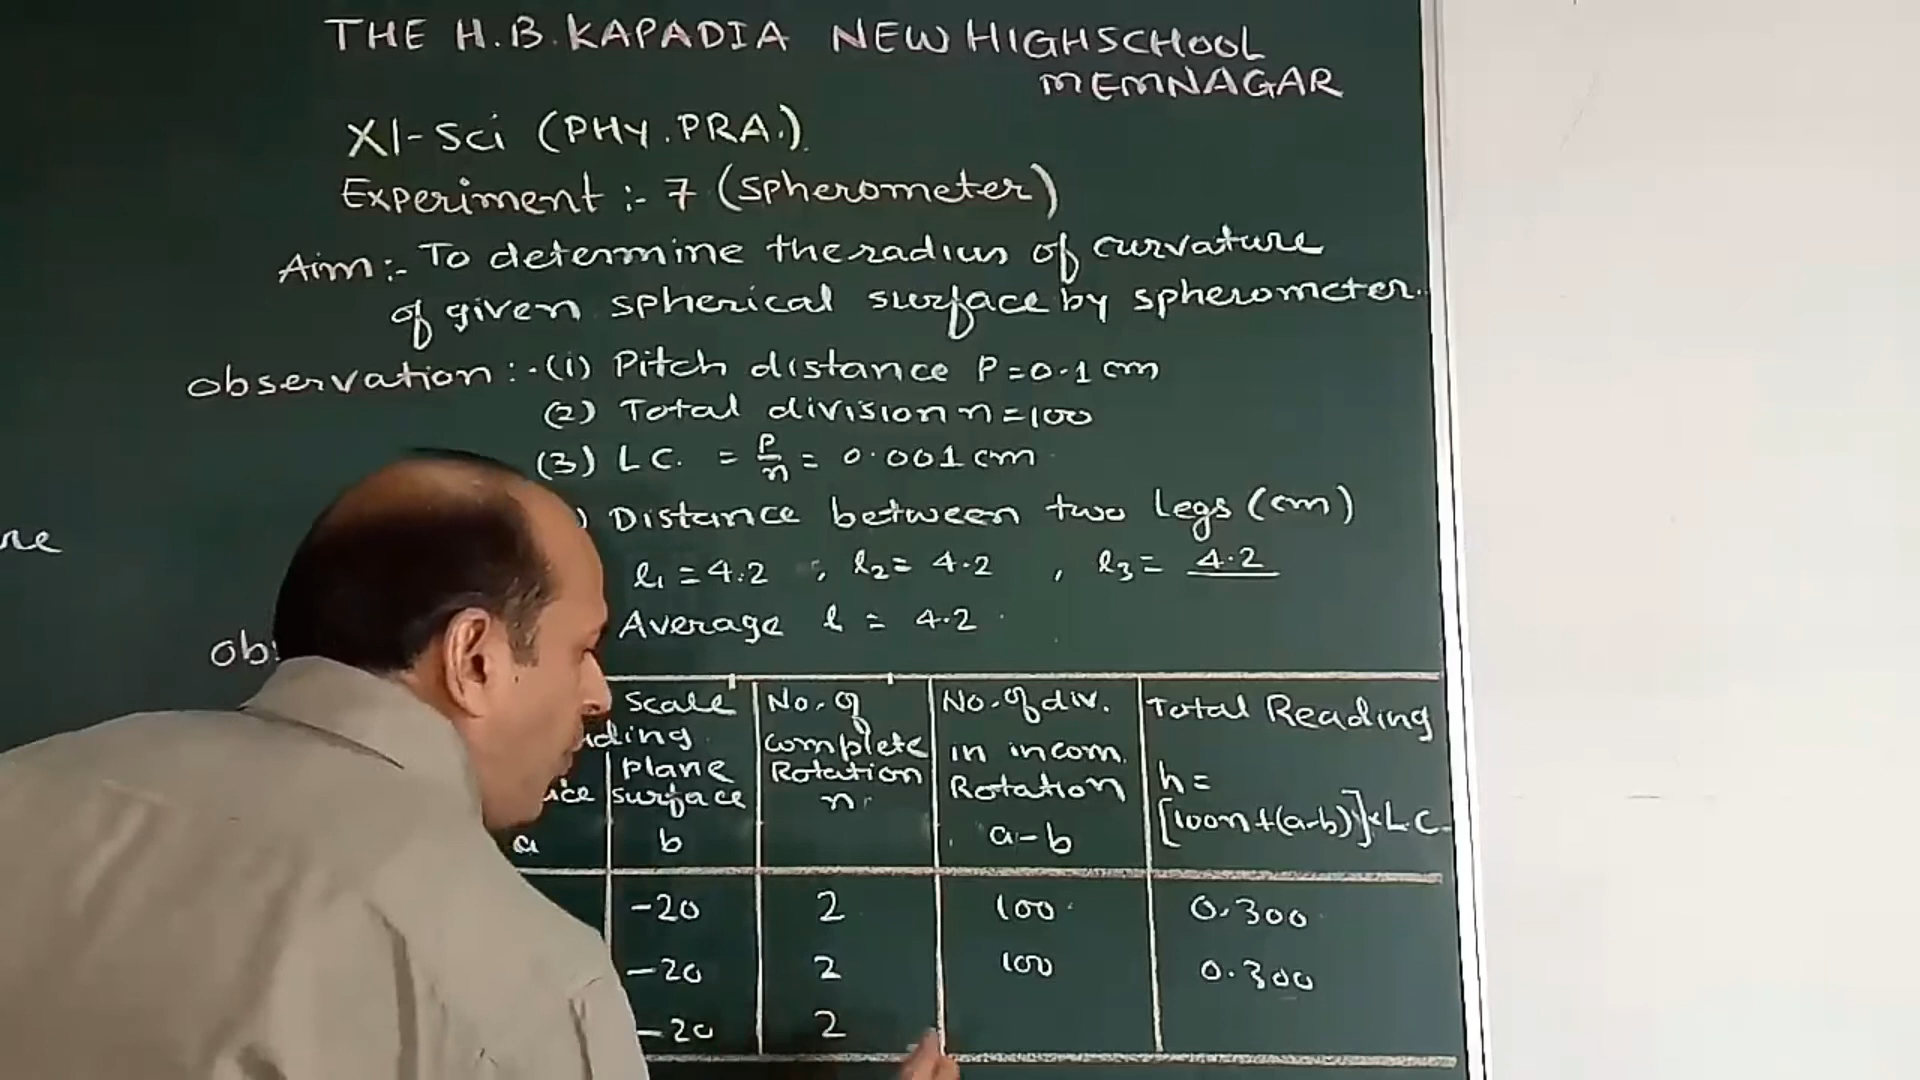 THE H.B. KAPADIA NEW HIGHSCHOOL
MEMNAGAR
XI-Sci (PHY. PRA.)
Experiment :- 7 (Spherometer)
Aim :- To determine the radius of curvature
of given spherical surface by spherometer.
Observation :- (1) Pitch distance P = 0.1 cm
(2) Total division n = 100
(3) L C. = P/n = 0.001 cm
) Distance between two legs (cm)
l1 = 4.2 , l2 = 4.2 , l3 = 4.2
Average l = 4.2
Obs
Scale
plane surface b
No. of complete Rotation n
No. of div. in incom. Rotation a-b
Total Reading h = [100n + (a-b)] × L.C.
a
-20 2 100 0.300
-20 2 100 0.300
-20 2